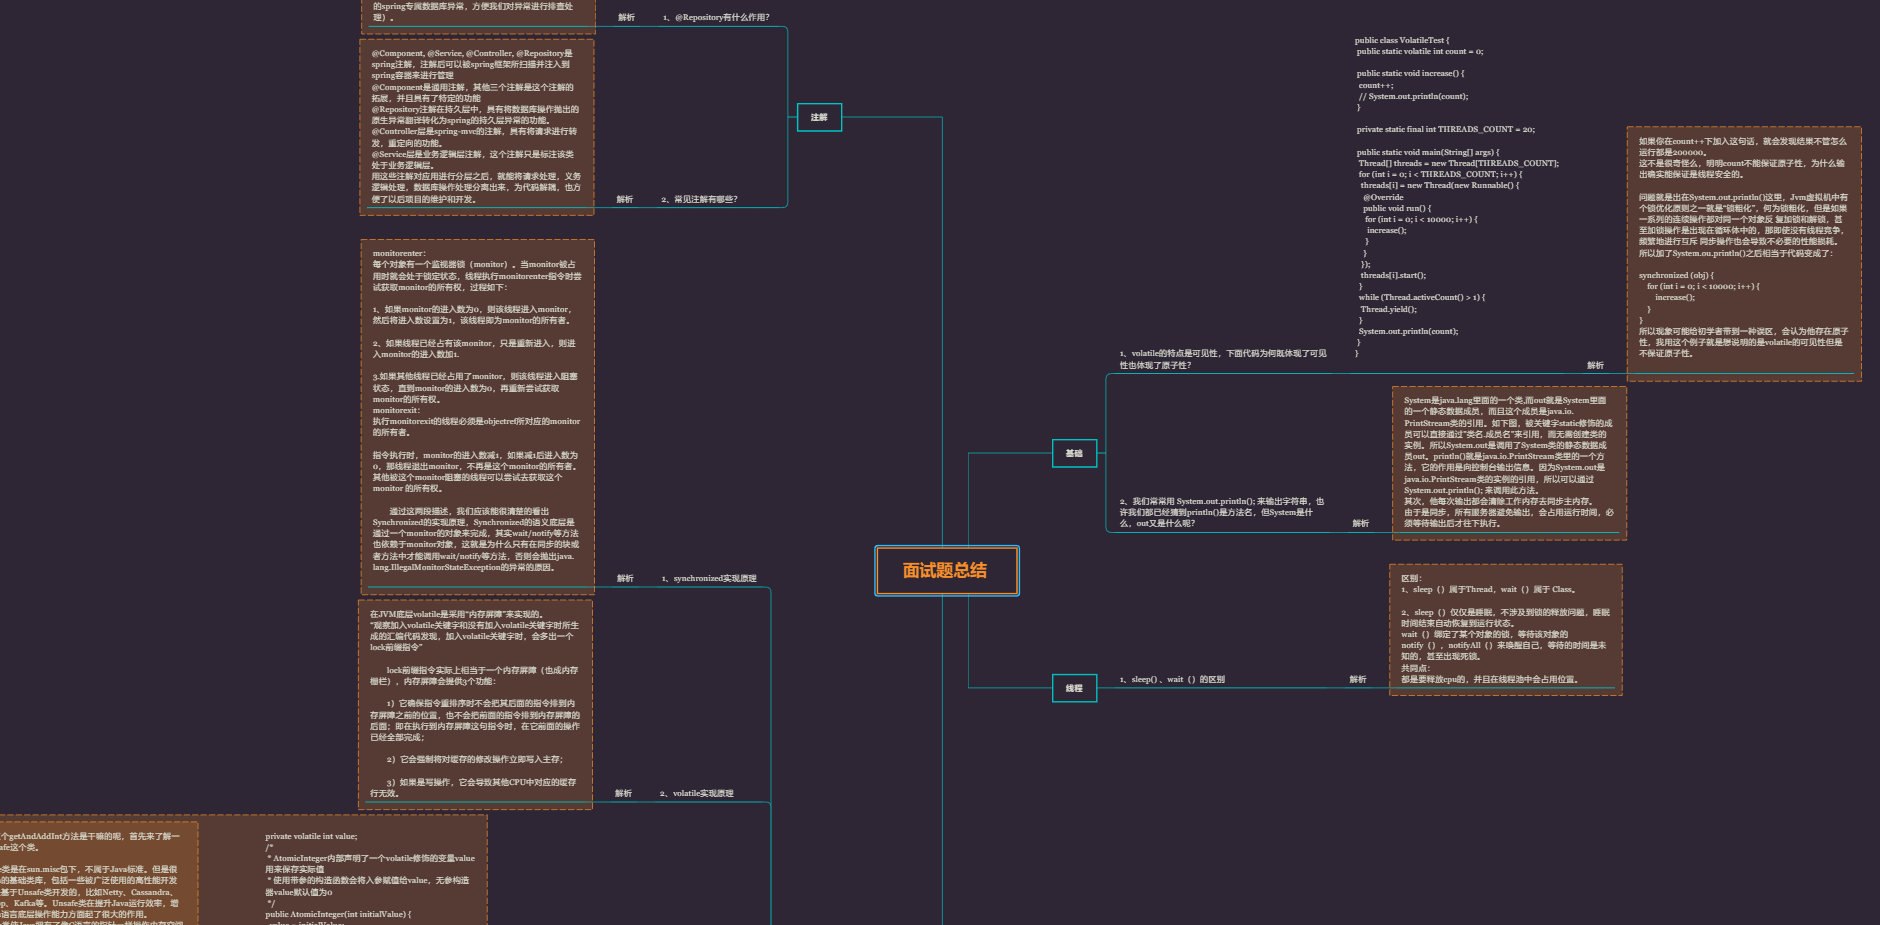 的spring专属数据库异常，方便我们对异常进行排查处
理）。
解析
1、@Repository有什么作用?
@Component, @Service, @Controller, @Repository是
spring注解，注解后可以被spring框架所扫描并注入到
spring容器来进行管理
@Component是通用注解，其他三个注解是这个注解的
拓展，并且具有了特定的功能
@Repository注解在持久层中，具有将数据库操作抛出的
原生异常翻译转化为spring的持久层异常的功能。
@Controller层是spring-mvc的注解，具有将请求进行转
发，重定向的功能。
@Service层是业务逻辑层注解，这个注解只是标注该类
处于业务逻辑层。
用这些注解对应用进行分层之后，就能将请求处理，义务
逻辑处理，数据库操作处理分离出来，为代码解耦，也方
便了以后项目的维护和开发。
解析
2、常见注解有哪些?
注解
monitorenter:
每个对象有一个监视器锁（monitor）。当monitor被占
用时就会处于锁定状态，线程执行monitorenter指令时尝
试获取monitor的所有权，过程如下：
1、如果monitor的进入数为0，则该线程进入monitor，
然后将进入数设置为1，该线程即为monitor的所有者。
2、如果线程已经占有该monitor，只是重新进入，则进
入monitor的进入数加1.
3.如果其他线程已经占用了monitor，则该线程进入阻塞
状态，直到monitor的进入数为0，再重新尝试获取
monitor的所有权。
monitorexit:
执行monitorexit的线程必须是objectref所对应的monitor
的所有者。
指令执行时，monitor的进入数减1，如果减1后进入数为
0，那线程退出monitor，不再是这个monitor的所有者。
其他被这个monitor阻塞的线程可以尝试去获取这个
monitor 的所有权。
通过这两段描述，我们应该能很清楚的看出
Synchronized的实现原理，Synchronized的语义底层是
通过一个monitor的对象来完成，其实wait/notify等方法
也依赖于monitor对象，这就是为什么只有在同步的块或
者方法中才能调用wait/notify等方法，否则会抛出java.
lang.IllegalMonitorStateException的异常的原因。
解析
1、synchronized实现原理
在JVM底层volatile是采用“内存屏障”来实现的。
“观察加入volatile关键字和没有加入volatile关键字时所生
成的汇编代码发现，加入volatile关键字时，会多出一个
lock前缀指令”
lock前缀指令实际上相当于一个内存屏障（也成内存
栅栏），内存屏障会提供3个功能：
1）它确保指令重排序时不会把其后面的指令排到内
存屏障之前的位置，也不会把前面的指令排到内存屏障的
后面；即在执行到内存屏障这句指令时，在它前面的操作
已经全部完成；
2）它会强制将对缓存的修改操作立即写入主存；
3）如果是写操作，它会导致其他CPU中对应的缓存
行无效。
解析
2、volatile实现原理
个getAndAddInt方法是干嘛的呢，首先来了解一
afe这个类。
类是在sun.misc包下，不属于Java标准。但是很
的基础类库，包括一些被广泛使用的高性能开发
基于Unsafe类开发的，比如Netty、Cassandra、
op、Kafka等。Unsafe类在提升Java运行效率，增
语言底层操作能力方面起了很大的作用。
private volatile int value;
/*
* AtomicInteger内部声明了一个volatile修饰的变量value
用来保存实际值
* 使用带参的构造函数会将入参赋值给value，无参构造
器value默认值为0
*/
public AtomicInteger(int initialValue) {
面试题总结
基础
1、volatile的特点是可见性，下面代码为何既体现了可见
性也体现了原子性?
public class VolatileTest {
public static volatile int count = 0;
public static void increase() {
count++;
// System.out.println(count);
}
private static final int THREADS_COUNT = 20;
public static void main(String[] args) {
Thread[] threads = new Thread[THREADS_COUNT];
for (int i = 0; i < THREADS_COUNT; i++) {
threads[i] = new Thread(new Runnable() {
@Override
public void run() {
for (int i = 0; i < 10000; i++) {
increase();
}
}
});
threads[i].start();
}
while (Thread.activeCount() > 1) {
Thread.yield();
}
System.out.println(count);
}
}
解析
如果你在count++下加入这句话，就会发现结果不管怎么
运行都是200000。
这不是很奇怪么，明明count不能保证原子性，为什么输
出确实能保证是线程安全的。
问题就是出在System.out.println()这里，Jvm虚拟机中有
个锁优化原则之一就是“锁粗化”，何为锁粗化，但是如果
一系列的连续操作都对同一个对象反 复加锁和解锁，甚
至加锁操作是出现在循环体中的，那即使没有线程竞争，
频繁地进行互斥 同步操作也会导致不必要的性能损耗。
所以加了System.ou.println()之后相当于代码变成了：
synchronized (obj) {
for (int i = 0; i < 10000; i++) {
increase();
}
}
所以现象可能给初学者带到一种误区，会认为他存在原子
性，我用这个例子就是想说明的是volatile的可见性但是
不保证原子性。
2、我们常常用 System.out.println(); 来输出字符串，也
许我们都已经猜到println()是方法名，但System是什
么，out又是什么呢?
解析
System是java.lang里面的一个类,而out就是System里面
的一个静态数据成员，而且这个成员是java.io.
PrintStream类的引用。如下图，被关键字static修饰的成
员可以直接通过"类名.成员名"来引用，而无需创建类的
实例。所以System.out是调用了System类的静态数据成
员out。println()就是java.io.PrintStream类里的一个方
法，它的作用是向控制台输出信息。因为System.out是
java.io.PrintStream类的实例的引用，所以可以通过
System.out.println(); 来调用此方法。
其次，他每次输出都会清除工作内存去同步主内存。
由于是同步，所有服务器避免输出，会占用运行时间，必
须等待输出后才往下执行。
线程
1、sleep() 、wait（）的区别
解析
区别：
1、sleep（）属于Thread，wait（）属于 Class。
2、sleep（）仅仅是睡眠，不涉及到锁的释放问题，睡眠
时间结束自动恢复到运行状态。
wait（）绑定了某个对象的锁，等待该对象的
notify（），notifyAll（）来唤醒自己，等待的时间是未
知的，甚至出现死锁。
共同点：
都是要释放cpu的，并且在线程池中会占用位置。